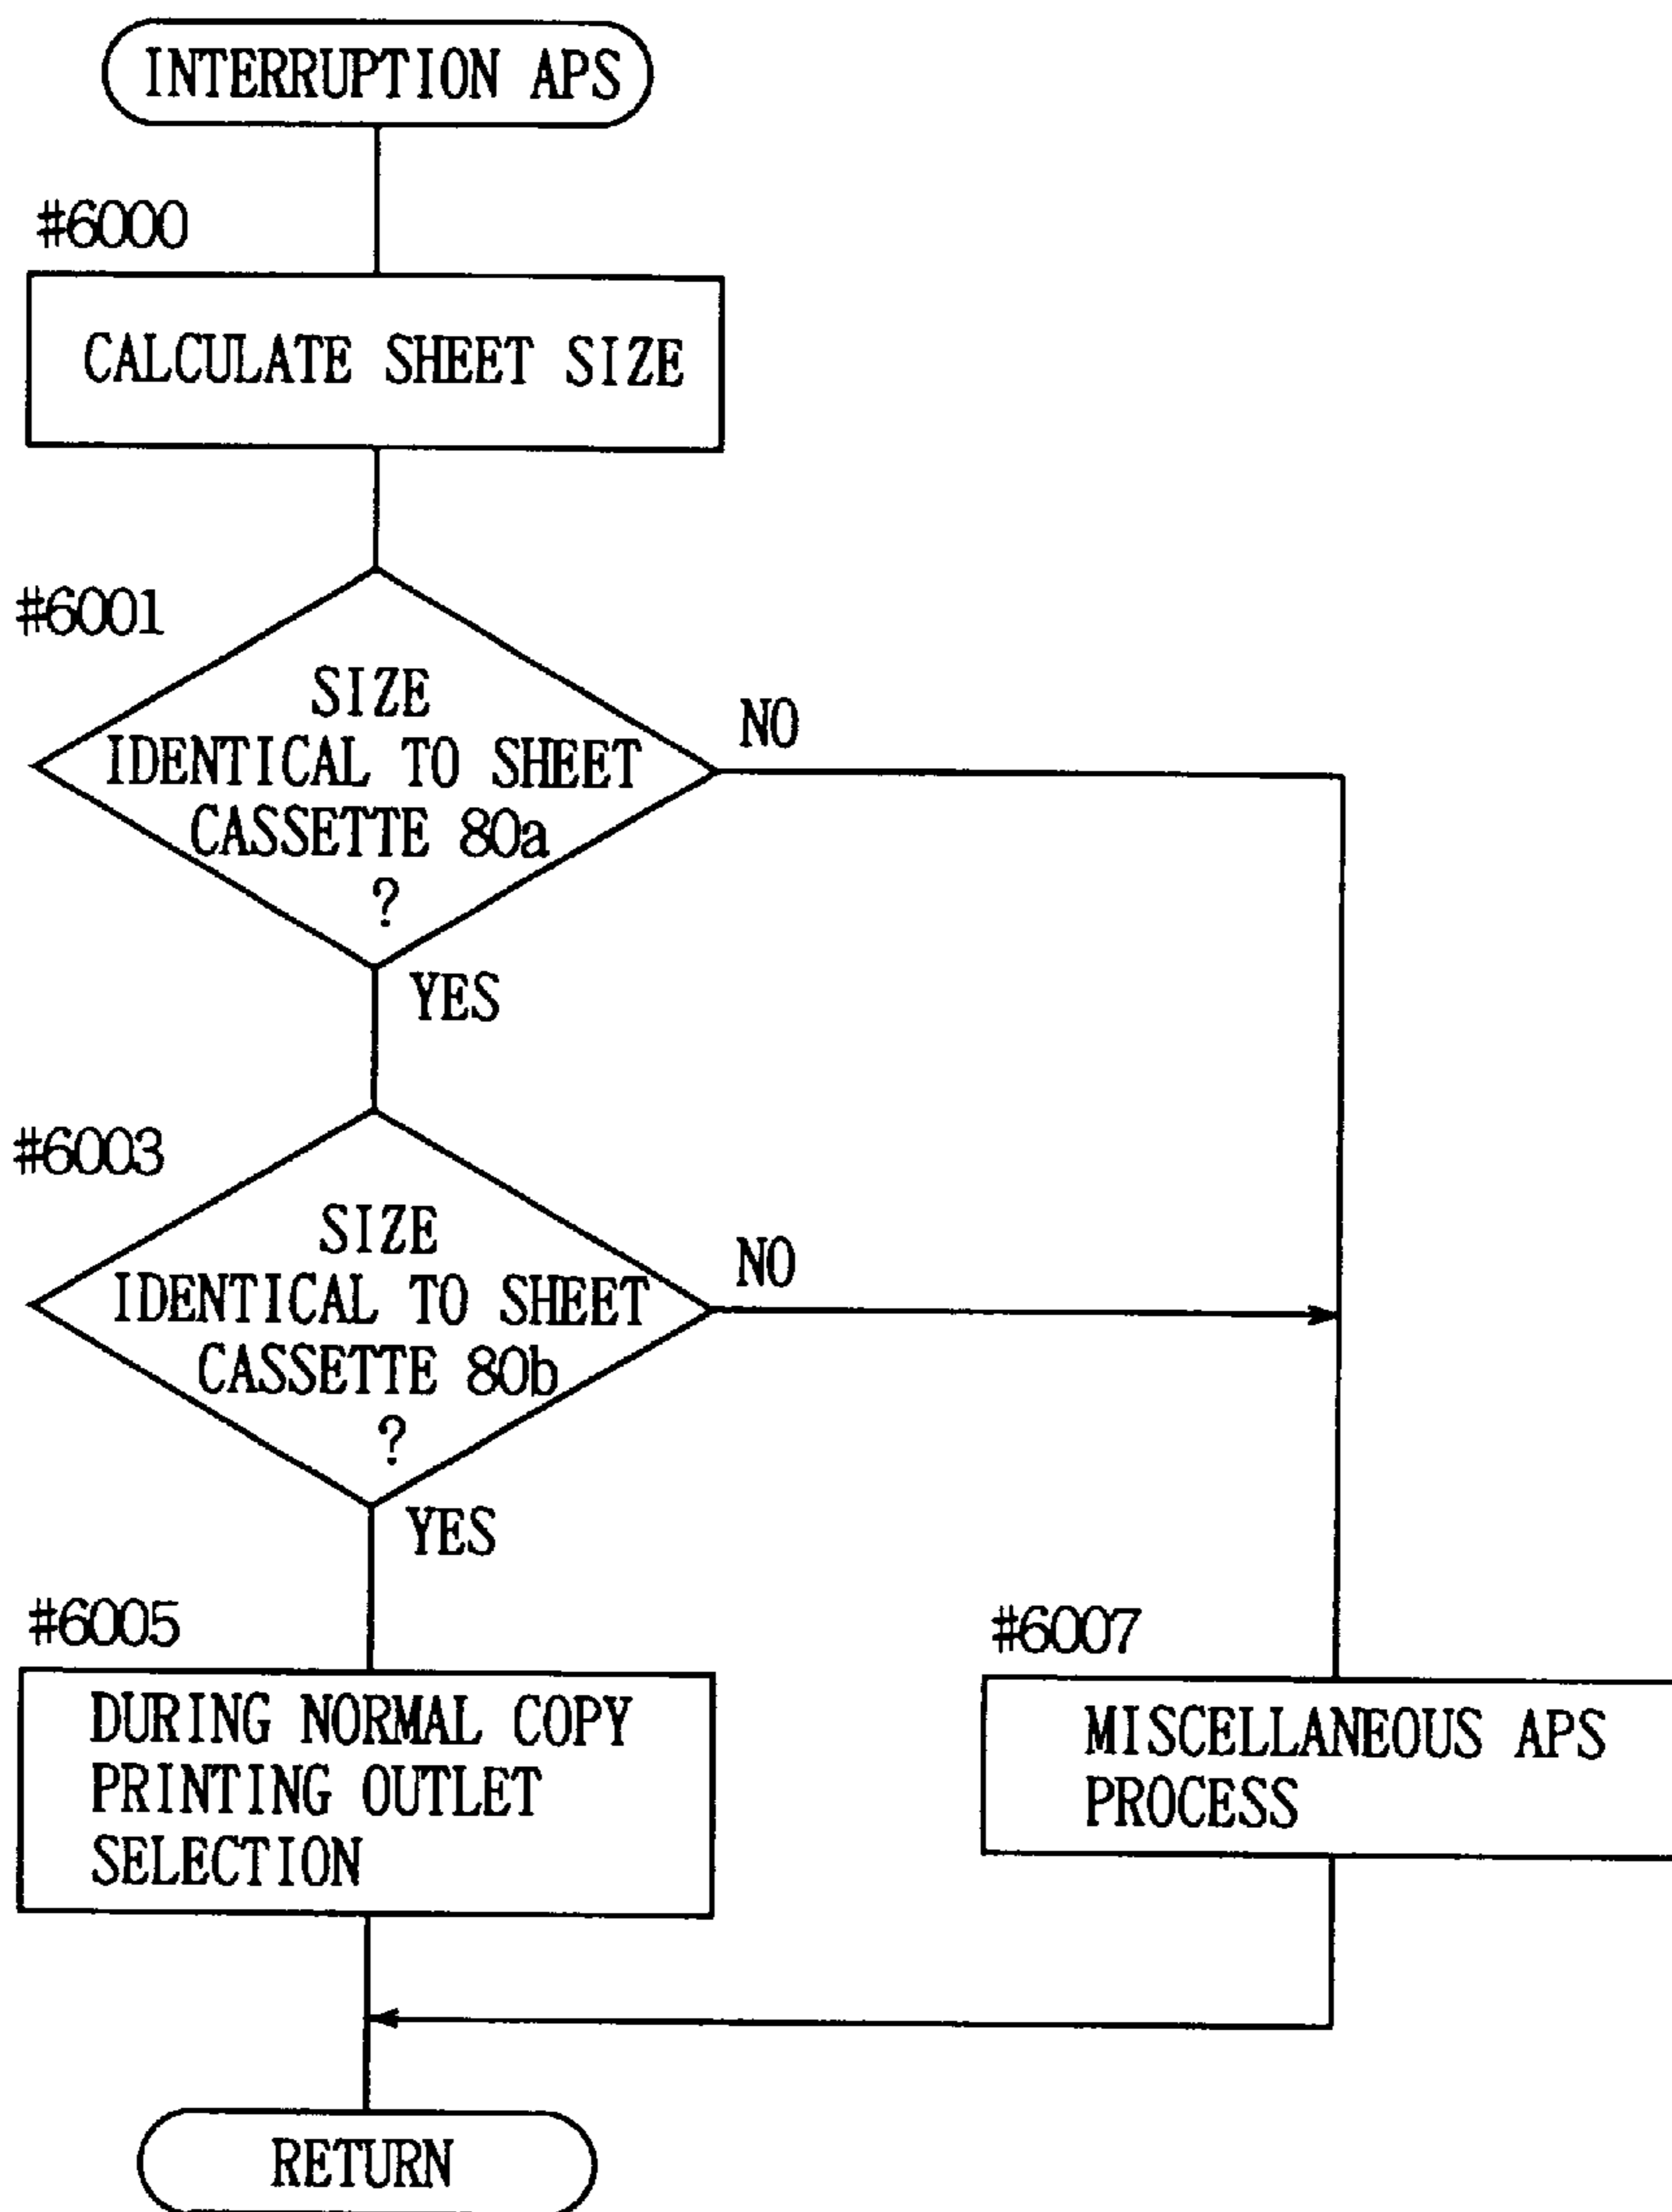 INTERRUPTION APS
#6000
CALCULATE SHEET SIZE
#6001
SIZE
IDENTICAL TO SHEET
CASSETTE 80a
?
NO
YES
#6003
SIZE
IDENTICAL TO SHEET
CASSETTE 80b
?
NO
YES
#6005
DURING NORMAL COPY
PRINTING OUTLET
SELECTION
#6007
MISCELLANEOUS APS
PROCESS
RETURN